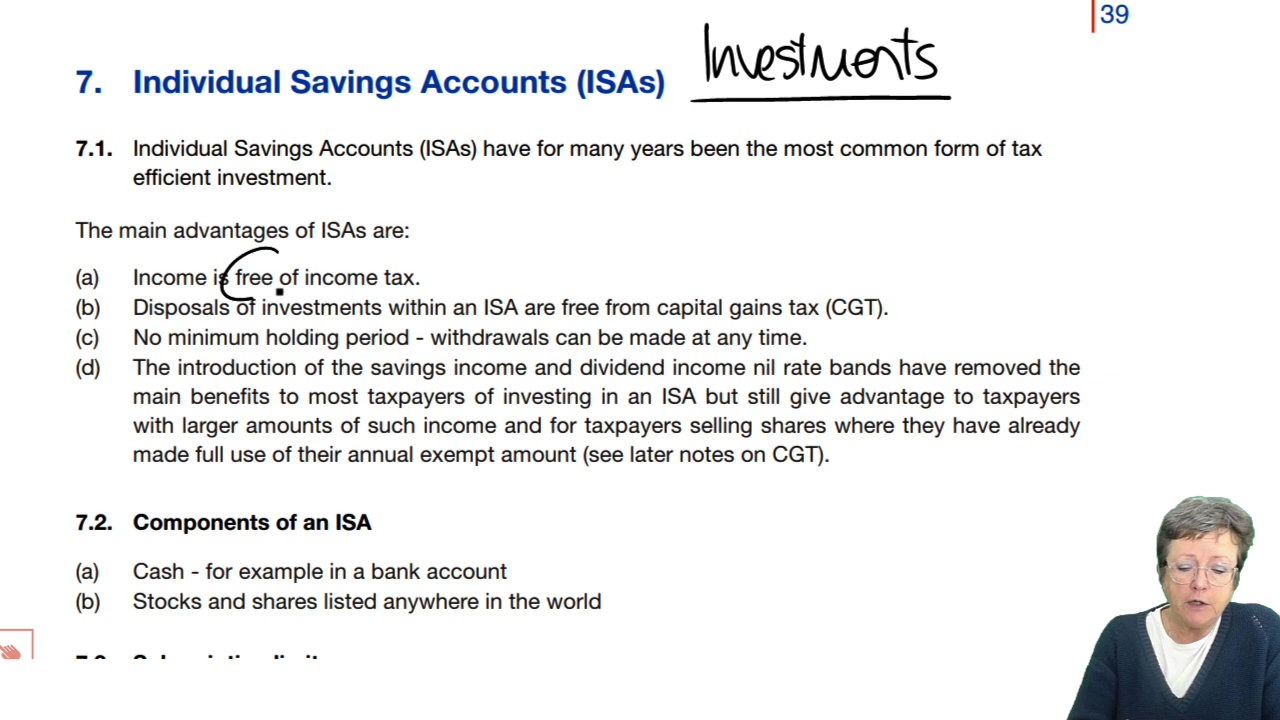 39
Investments
7. Individual Savings Accounts (ISAs)
7.1. Individual Savings Accounts (ISAs) have for many years been the most common form of tax
efficient investment.
The main advantages of ISAs are:
(a) Income is free of income tax.
(b) Disposals of investments within an ISA are free from capital gains tax (CGT).
(c) No minimum holding period - withdrawals can be made at any time.
(d) The introduction of the savings income and dividend income nil rate bands have removed the
main benefits to most taxpayers of investing in an ISA but still give advantage to taxpayers
with larger amounts of such income and for taxpayers selling shares where they have already
made full use of their annual exempt amount (see later notes on CGT).
7.2. Components of an ISA
(a) Cash - for example in a bank account
(b) Stocks and shares listed anywhere in the world